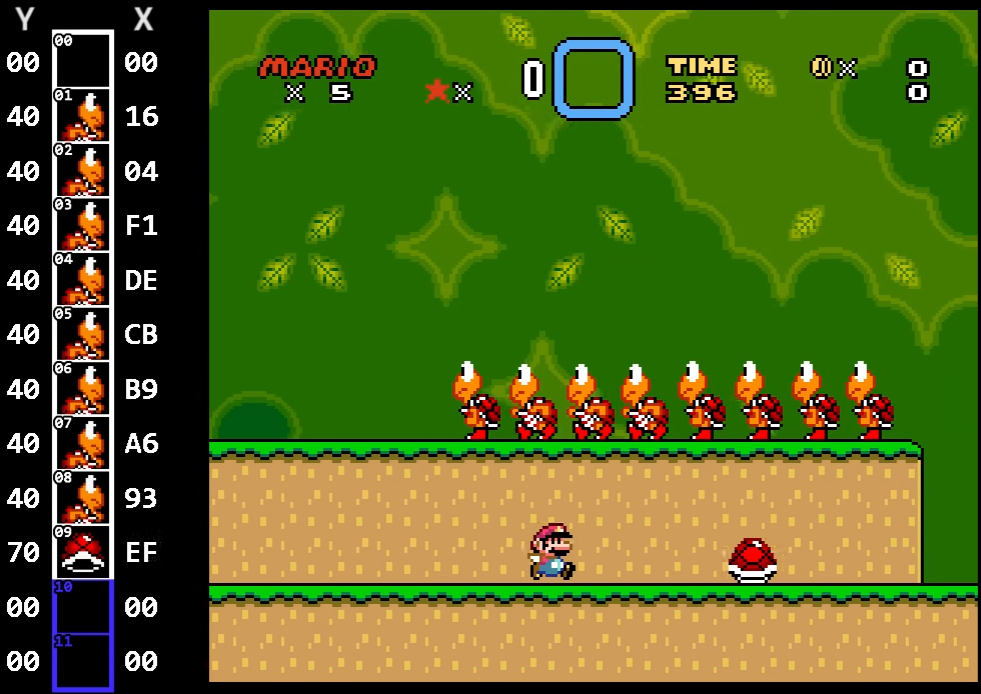 Y X
00 00 00
40 01 16
40 02 04
40 03 F1
40 04 DE
40 05 CB
40 06 B9
40 07 A6
40 08 93
70 09 EF
00 10 00
00 11 00
MARIO TIME X 0
X 5 X 0 396 0